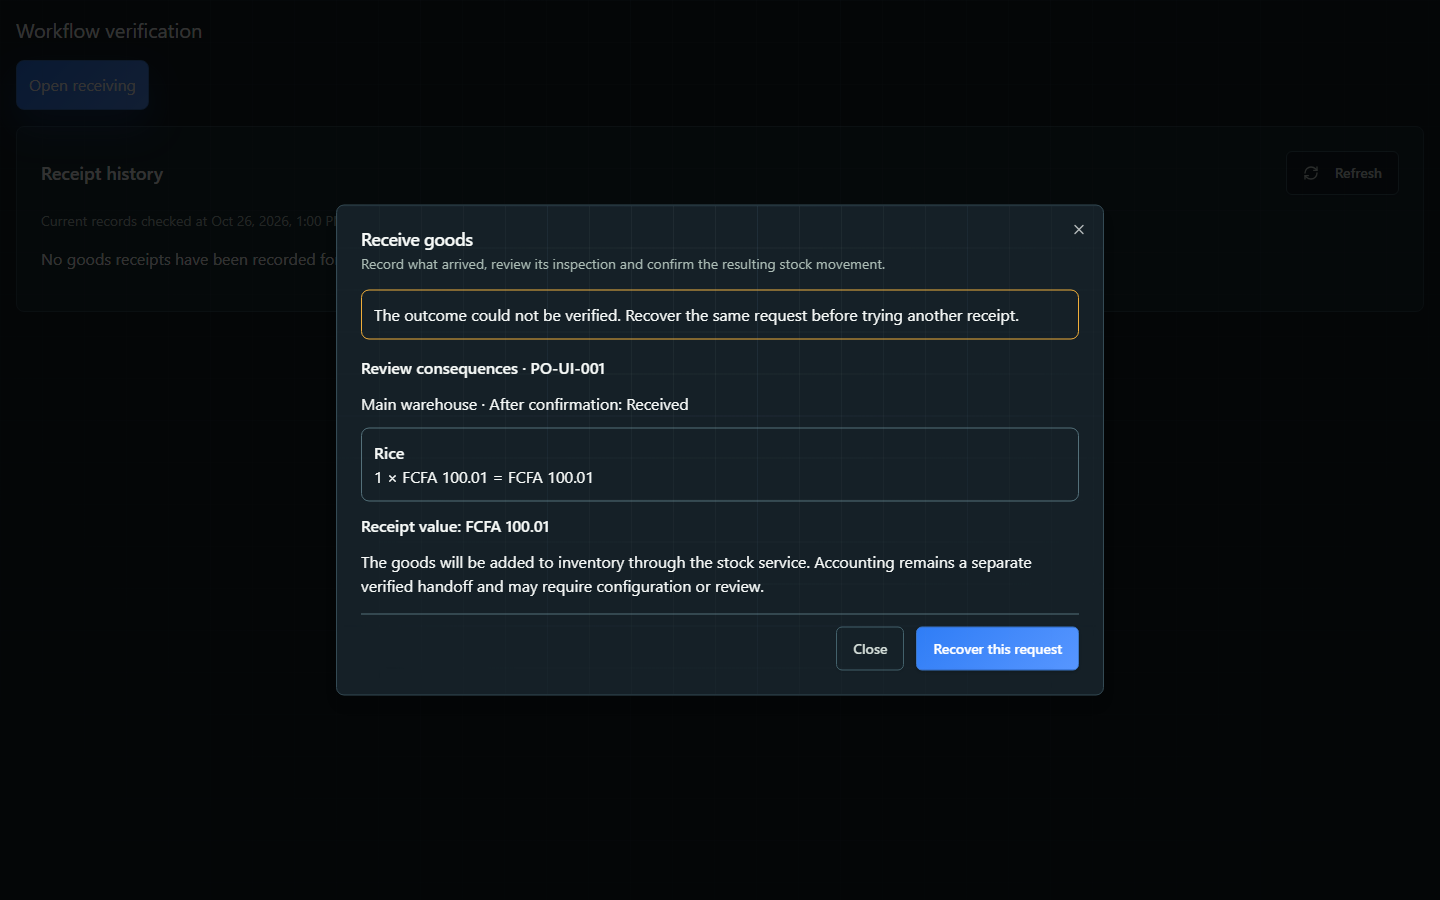 Workflow verification
Open receiving
Receipt history
Refresh
Current records checked at Oct 26, 2026, 1:00 P
No goods receipts have been recorded fo
Receive goods
Record what arrived, review its inspection and confirm the resulting stock movement.
The outcome could not be verified. Recover the same request before trying another receipt.
Review consequences · PO-UI-001
Main warehouse · After confirmation: Received
Rice
1 × FCFA 100.01 = FCFA 100.01
Receipt value: FCFA 100.01
The goods will be added to inventory through the stock service. Accounting remains a separate
verified handoff and may require configuration or review.
Close
Recover this request